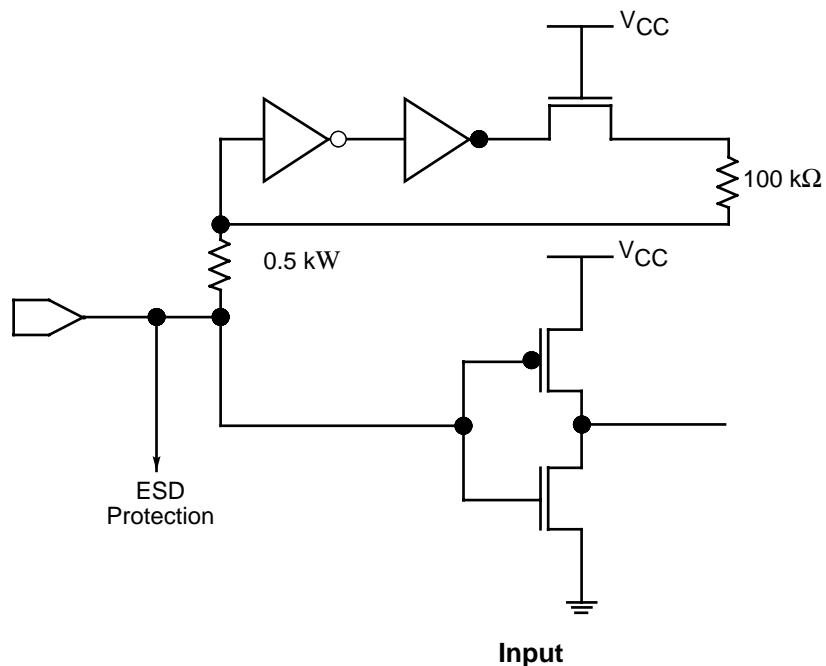 VCC
100 kΩ
0.5 kW
VCC
ESD
Protection
Input